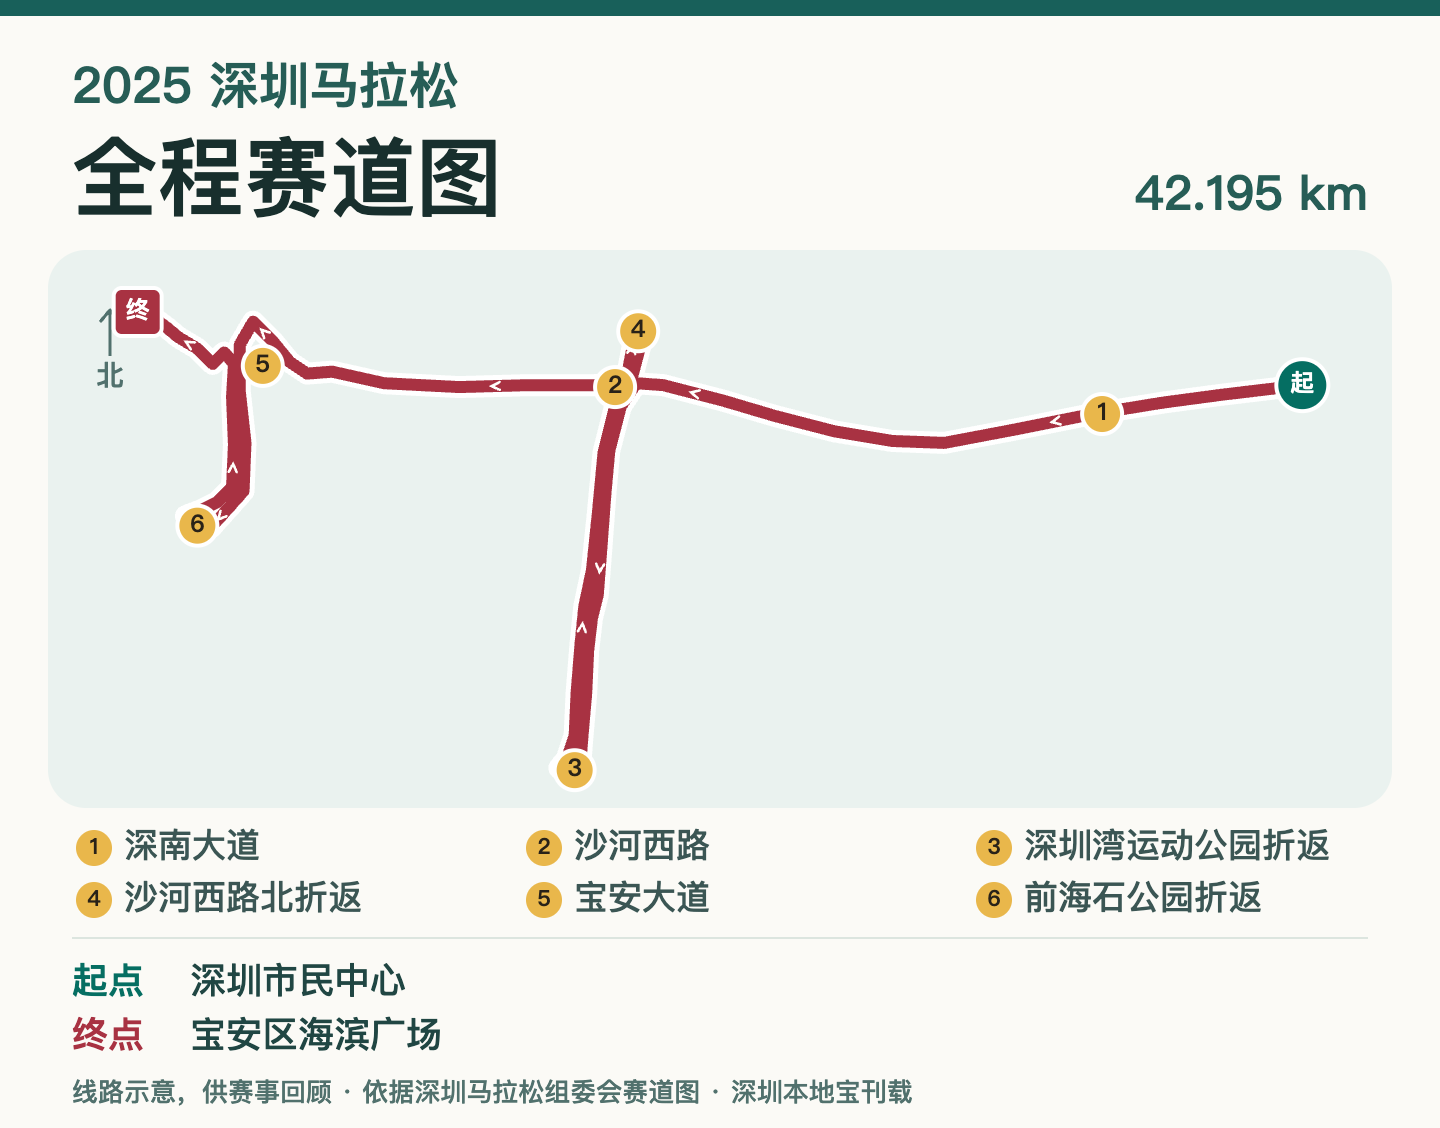 2025 深圳马拉松
全程赛道图
42.195 km
终
北
5
4
2
1
起
6
3
1 深南大道
2 沙河西路
3 深圳湾运动公园折返
4 沙河西路北折返
5 宝安大道
6 前海石公园折返
起点 深圳市民中心
终点 宝安区海滨广场
线路示意，供赛事回顾 · 依据深圳马拉松组委会赛道图 · 深圳本地宝刊载